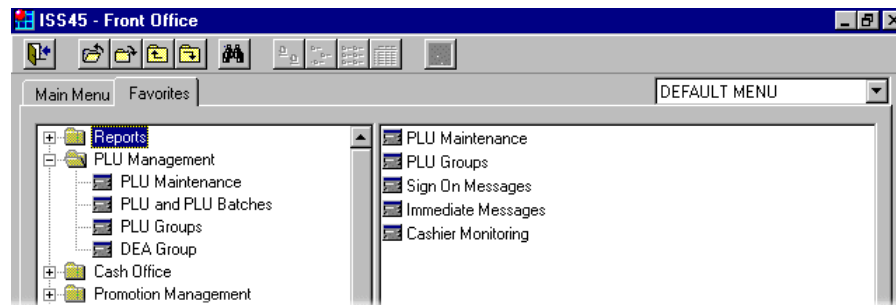 ISS45 - Front Office
Main Menu Favorites DEFAULT MENU
Reports
PLU Management
PLU Maintenance
PLU and PLU Batches
PLU Groups
DEA Group
Cash Office
Promotion Management
PLU Maintenance
PLU Groups
Sign On Messages
Immediate Messages
Cashier Monitoring